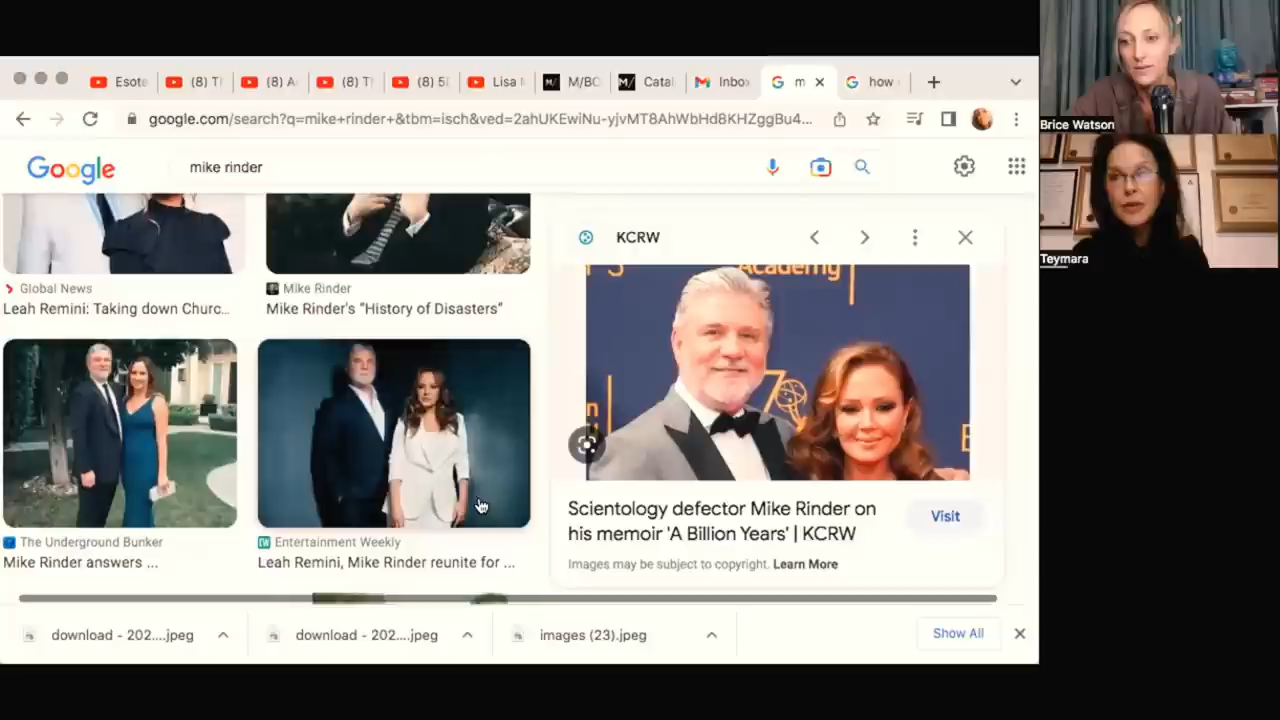 Esote
(8) Tl
(8) A
(8) Tl
(8) 5I
Lisa
M/BO
Catal
Inbox
m
how
google.com/search?q=mike+rinder+&tbm=isch&ved=2ahUKEwiNu-yjvMT8AhWbHd8KHZggBu4...
Google
mike rinder
Brice Watson
Teymara
KCRW
Academy
Global News
Leah Remini: Taking down Churc...
Mike Rinder
Mike Rinder's "History of Disasters"
Scientology defector Mike Rinder on
his memoir 'A Billion Years' | KCRW
Visit
Images may be subject to copyright. Learn More
The Underground Bunker
Mike Rinder answers ...
Entertainment Weekly
Leah Remini, Mike Rinder reunite for ...
download - 202....jpeg
download - 202....jpeg
images (23).jpeg
Show All